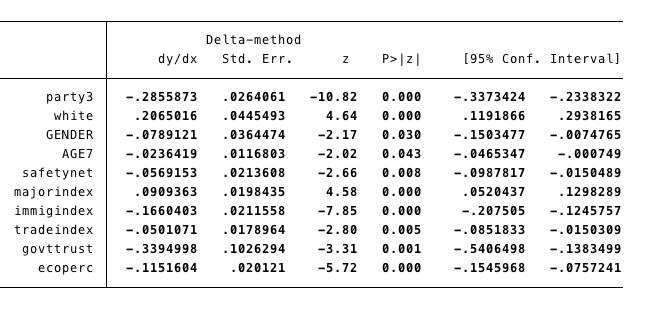 Delta-method
dy/dx Std. Err. z P>|z| [95% Conf. Interval]
party3 -.2855873 .0264061 -10.82 0.000 -.3373424 -.2338322
white .2065016 .0445493 4.64 0.000 .1191866 .2938165
GENDER -.0789121 .0364474 -2.17 0.030 -.1503477 -.0074765
AGE7 -.0236419 .0116803 -2.02 0.043 -.0465347 -.000749
safetynet -.0569153 .0213608 -2.66 0.008 -.0987817 -.0150489
majorindex .0909363 .0198435 4.58 0.000 .0520437 .1298289
immigindex -.1660403 .0211558 -7.85 0.000 -.207505 -.1245757
tradeindex -.0501071 .0178964 -2.80 0.005 -.0851833 -.0150309
govttrust -.3394998 .1026294 -3.31 0.001 -.5406498 -.1383499
ecoperc -.1151604 .020121 -5.72 0.000 -.1545968 -.0757241